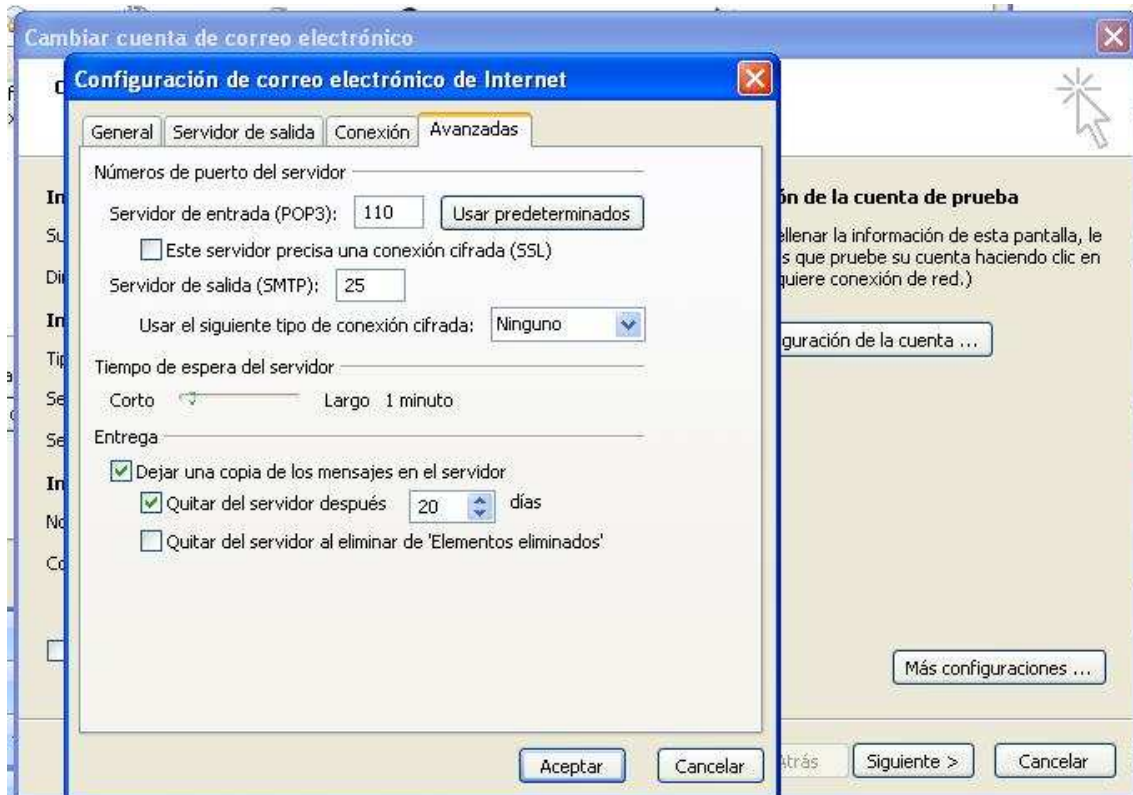 Cambiar cuenta de correo electrónico
Configuración de correo electrónico de Internet
General Servidor de salida Conexión Avanzadas
Números de puerto del servidor
Servidor de entrada (POP3): 110 Usar predeterminados
Este servidor precisa una conexión cifrada (SSL)
Servidor de salida (SMTP): 25
Usar el siguiente tipo de conexión cifrada: Ninguno
Tiempo de espera del servidor
Corto Largo 1 minuto
Entrega
Dejar una copia de los mensajes en el servidor
Quitar del servidor después 20 días
Quitar del servidor al eliminar de 'Elementos eliminados'
Aceptar Cancelar
ón de la cuenta de prueba
ellenar la información de esta pantalla, le
s que pruebe su cuenta haciendo clic en
quiere conexión de red.)
guración de la cuenta ...
Más configuraciones ...
Atrás Siguiente > Cancelar